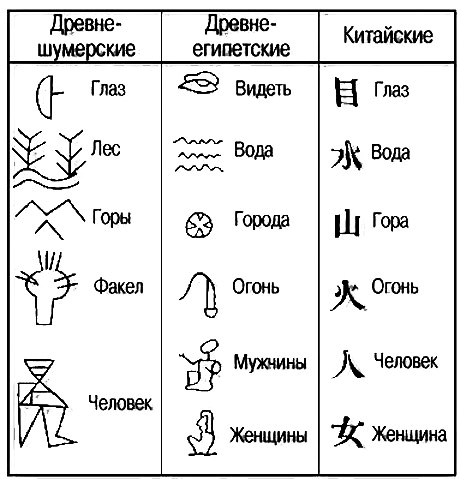 Древне-
шумерские
Глаз
Лес
Горы
Факел
Человек
Древне-
египетские
Видеть
Вода
Города
Огонь
Мужнины
Женщины
Китайские
目 Глаз
水 Вода
山 Гора
火 Огонь
人 Человек
女 Женщина